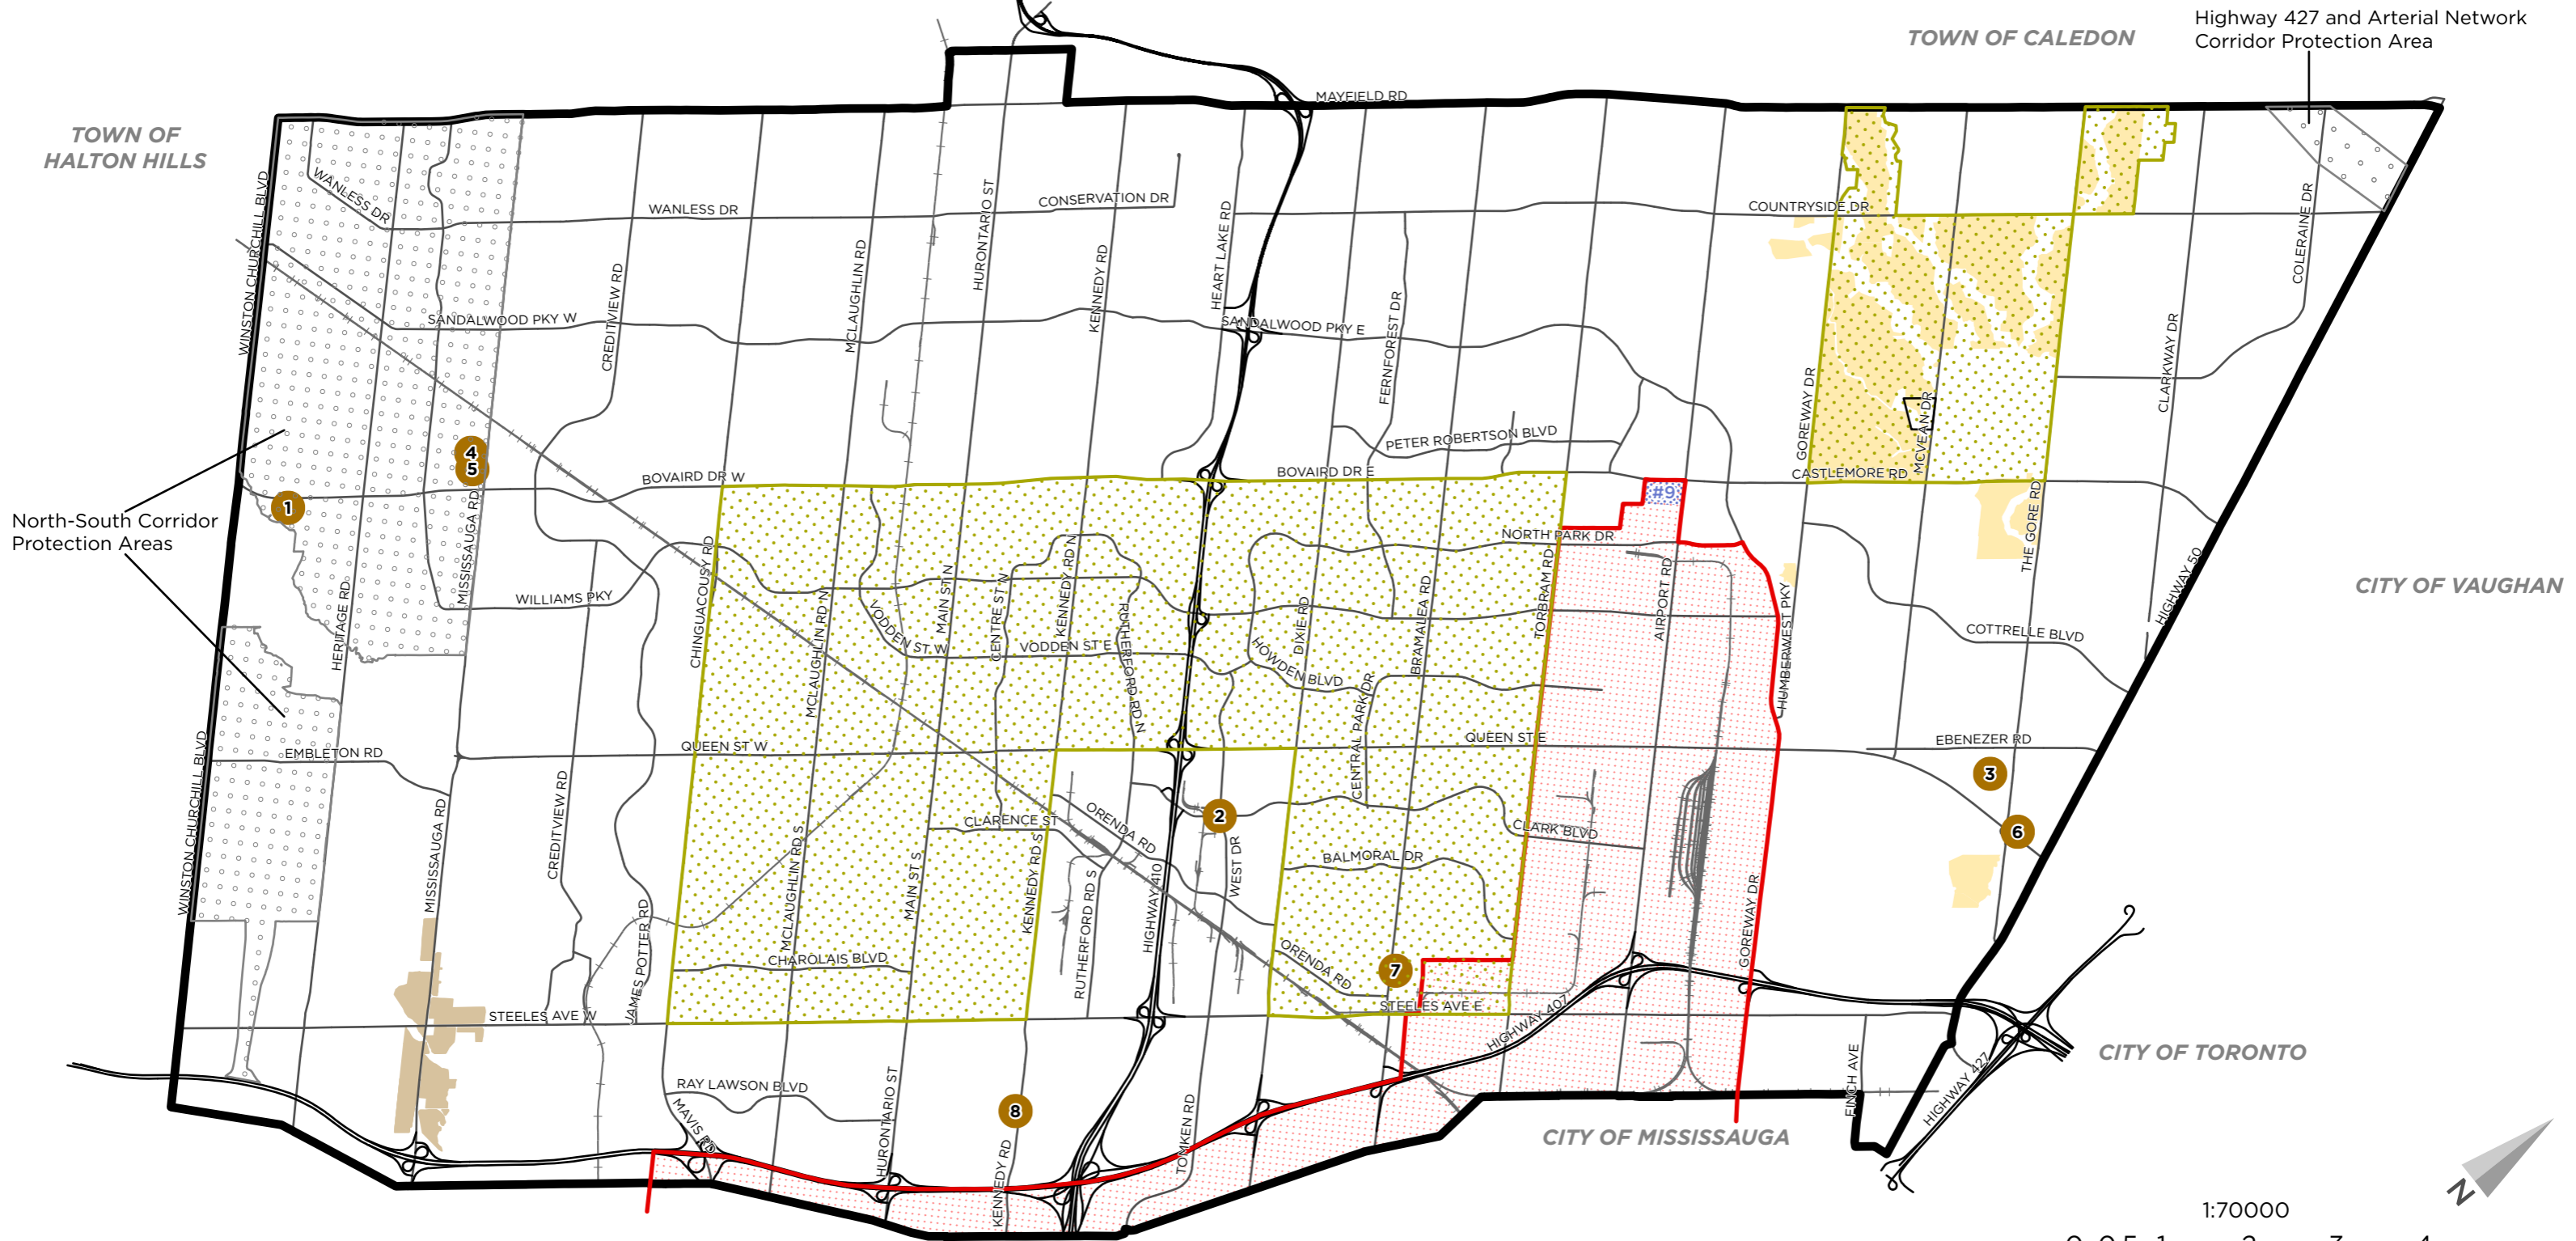 TOWN OF CALEDON
Highway 427 and Arterial Network
Corridor Protection Area
MAYFIELD RD
TOWN OF
HALTON HILLS
WANLESS DR
WINSTON CHURCHILL BLVD
WANLESS DR
CONSERVATION DR
COUNTRYSIDE DR
HURONTARIO ST
MCLAUGHLIN RD
KENNEDY RD
HEART LAKE RD
CREDITVIEW RD
COLERAINE DR
SANDALWOOD PKY W
SANDALWOOD PKY E
FERNFOREST DR
GOREWAY DR
MCVEAN DR
CLARKWAY DR
PETER ROBERTSON BLVD
4
5
BOVAIRD DR W
BOVAIRD DR E
CASTLEMORE RD
#9
1
North-South Corridor
Protection Areas
MISSISSAUGA RD
HERITAGE RD
CHINGUACOUSY RD
NORTH PARK DR
TORBRAM RD
AIRPORT RD
HUMBERWEST PKY
THE GORE RD
HIGHWAY 50
CITY OF VAUGHAN
WILLIAMS PKY
MCLAUGHLIN RD N
VODDEN ST W
MAIN ST N
CENTRE ST N
KENNEDY RD N
VODDEN ST E
RUTHERFORD RD N
HOWDEN BLVD
DIXIE RD
BRAMALEA RD
CENTRAL PARK DR
COTTRELLE BLVD
QUEEN ST W
QUEEN ST E
EBENEZER RD
EMBLETON RD
WINSTON CHURCHILL BLVD
MISSISSAUGA RD
CREDITVIEW RD
3
2
6
CLARENCE ST
ORENDA RD
CLARK BLVD
BALMORAL DR
WEST DR
JAMES POTTER RD
MCLAUGHLIN RD S
MAIN ST S
KENNEDY RD S
RUTHERFORD RD S
HIGHWAY 410
GOREWAY DR
CHAROLAIS BLVD
ORENDA RD
7
STEELES AVE W
STEELES AVE E
HIGHWAY 407
CITY OF TORONTO
FINCH AVE
HIGHWAY 427
RAY LAWSON BLVD
MAVIS RD
HURONTARIO ST
8
KENNEDY RD
TOMKEN RD
CITY OF MISSISSAUGA
N
1:70000
0 0.5 1 2 3 4